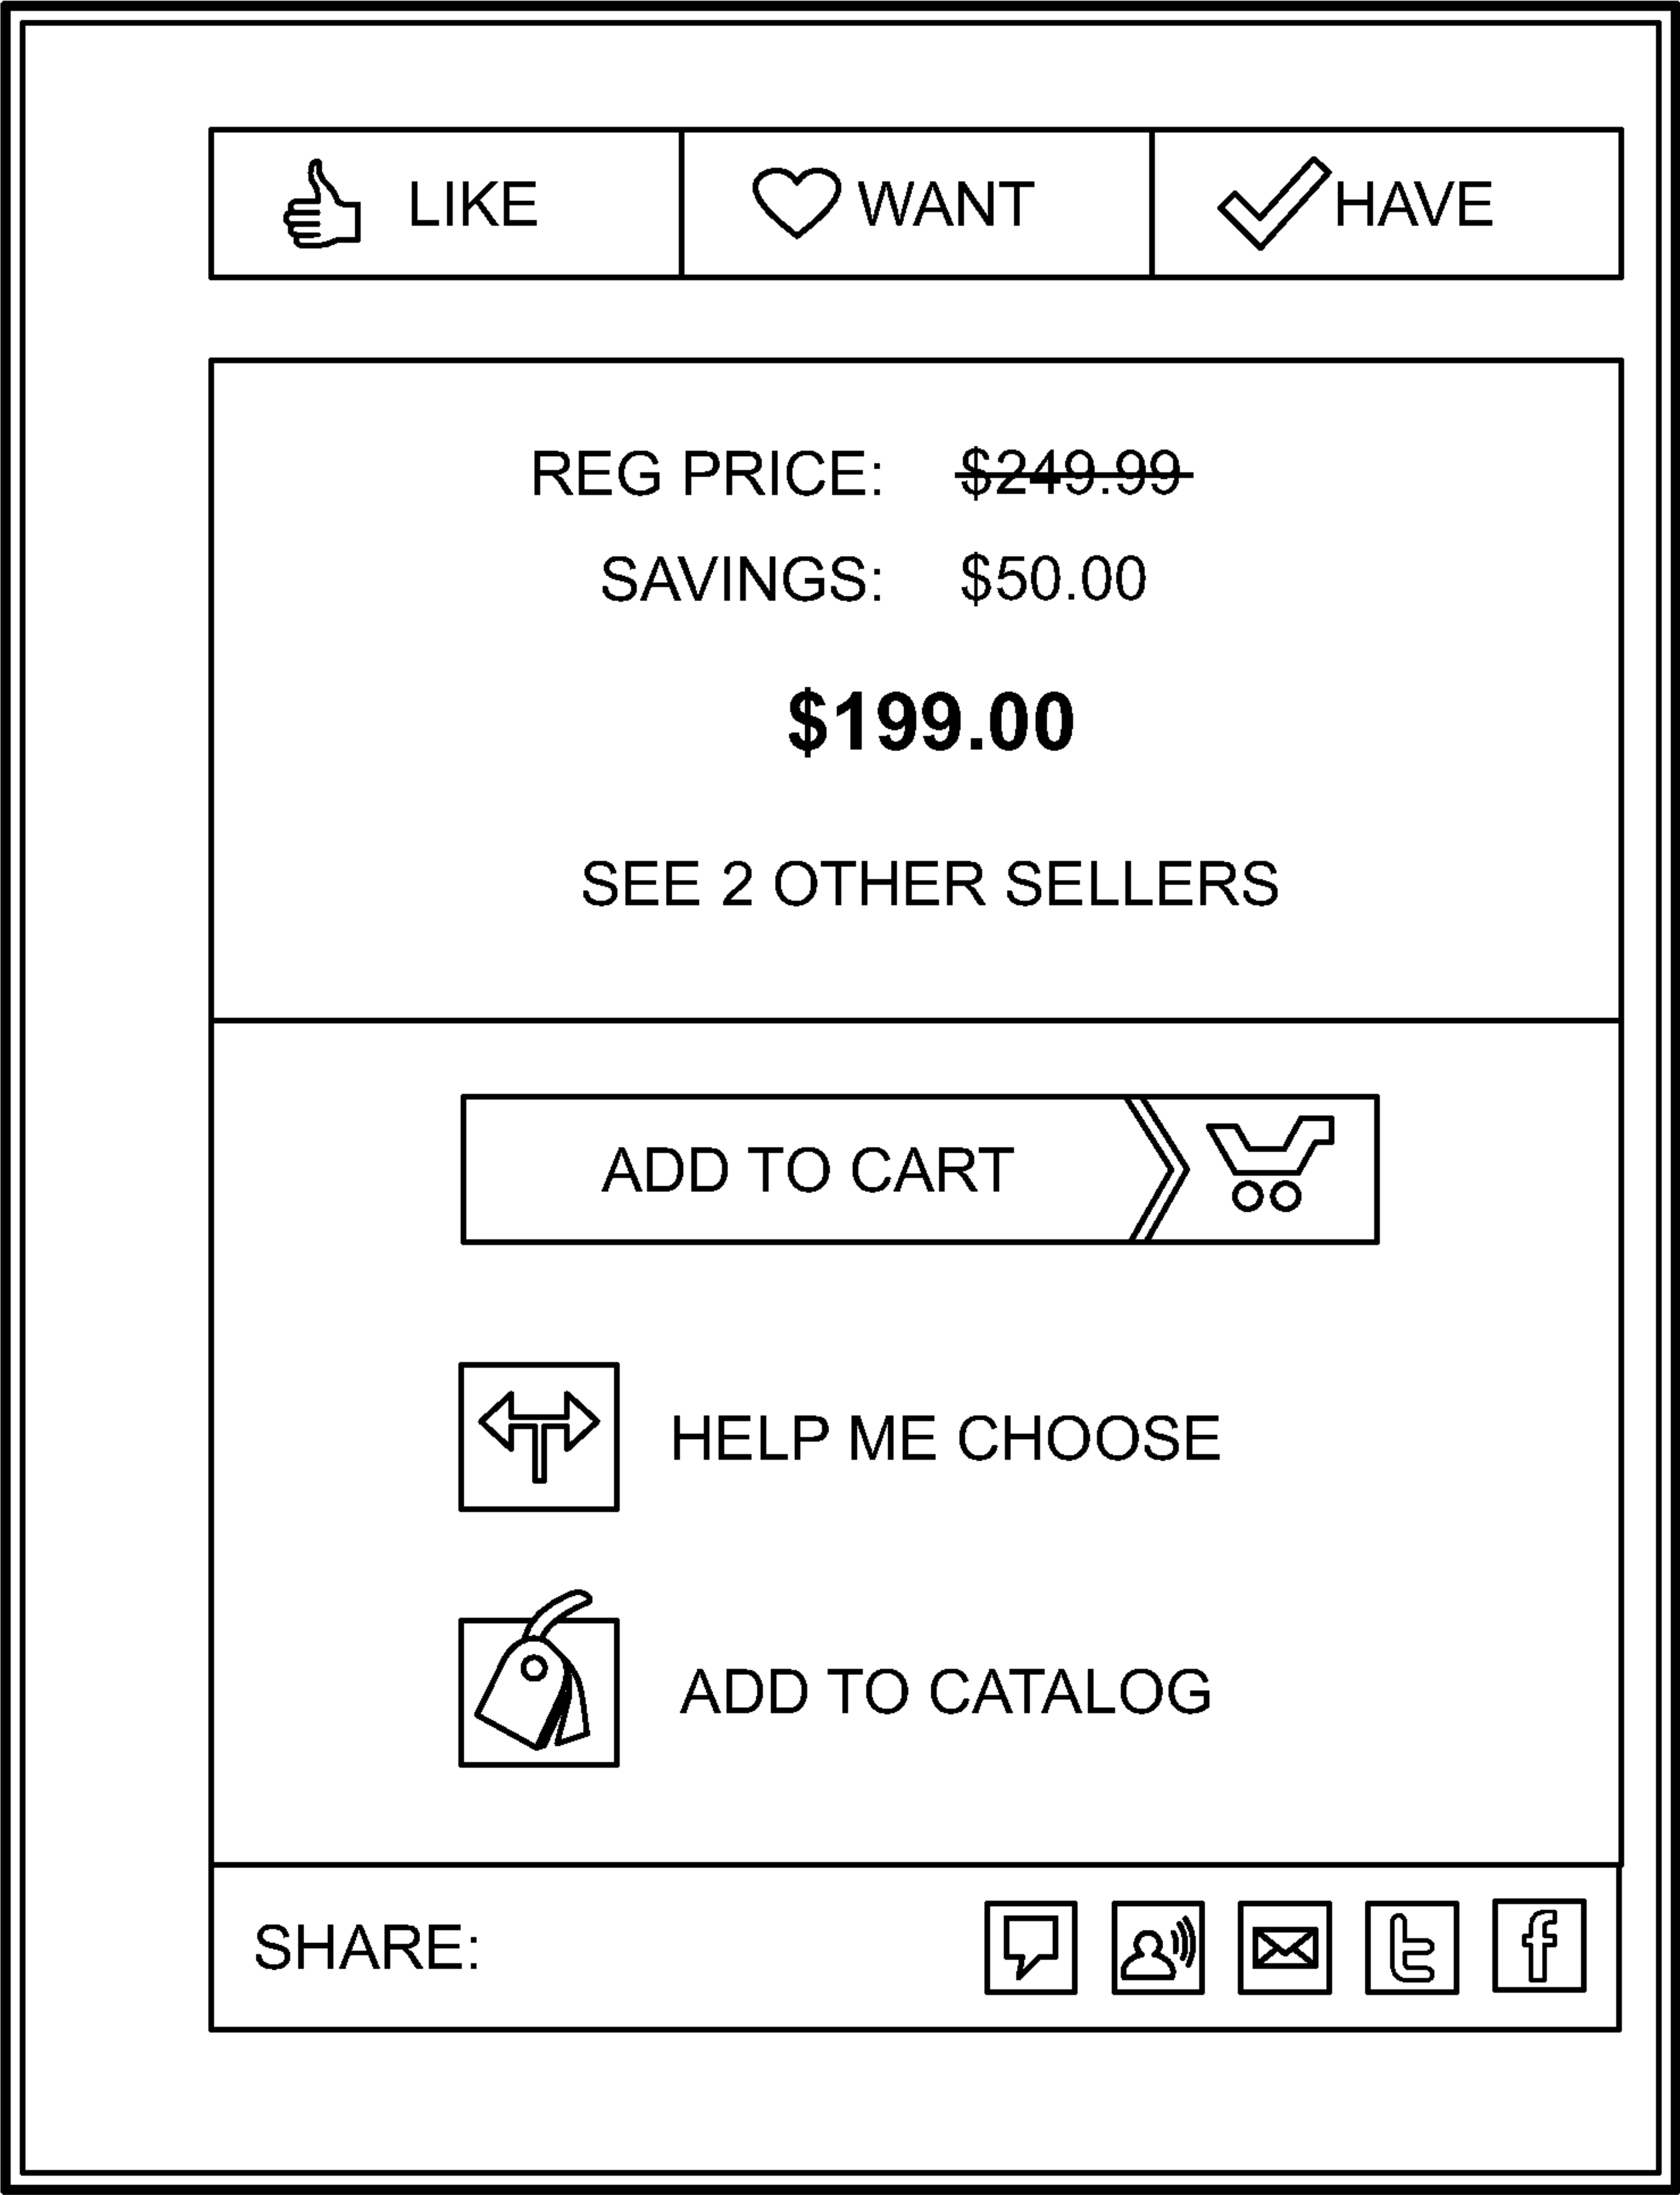 LIKE WANT HAVE
REG PRICE: $249.99
SAVINGS: $50.00
$199.00
SEE 2 OTHER SELLERS
ADD TO CART
HELP ME CHOOSE
ADD TO CATALOG
SHARE: t f